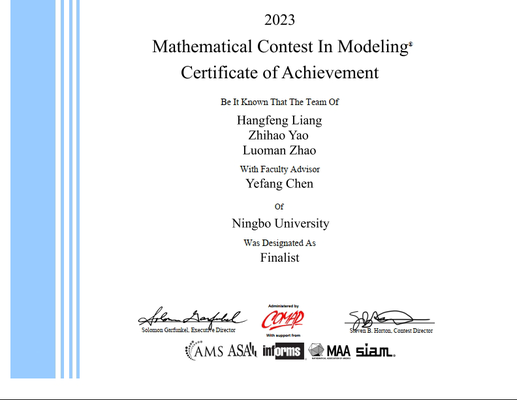 2023
Mathematical Contest In Modeling®
Certificate of Achievement
Be It Known That The Team Of
Hangfeng Liang
Zhihao Yao
Luoman Zhao
With Faculty Advisor
Yefang Chen
Of
Ningbo University
Was Designated As
Finalist
Administered by
COMAP
With support from
Solomon Garfunkel, Executive Director
Steven B. Horton, Contest Director
AMS ASA informs MAA siam